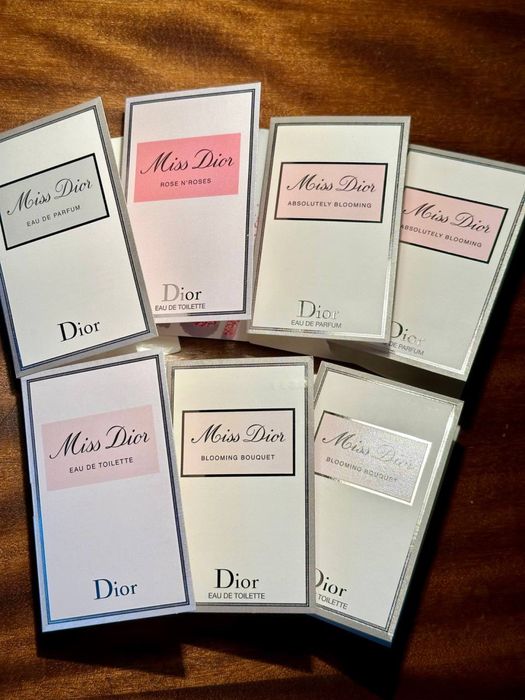 Miss Dior
EAU DE PARFUM
Dior
Miss Dior
ROSE N'ROSES
Dior
EAU DE TOILETTE
Miss Dior
ABSOLUTELY BLOOMING
Dior
EAU DE PARFUM
Miss Dior
ABSOLUTELY BLOOMING
Dior
DE PARFUM
Miss Dior
EAU DE TOILETTE
Dior
Miss Dior
BLOOMING BOUQUET
Dior
EAU DE TOILETTE
Miss Dior
BLOOMING BOUQUET
Dior
DE TOILETTE